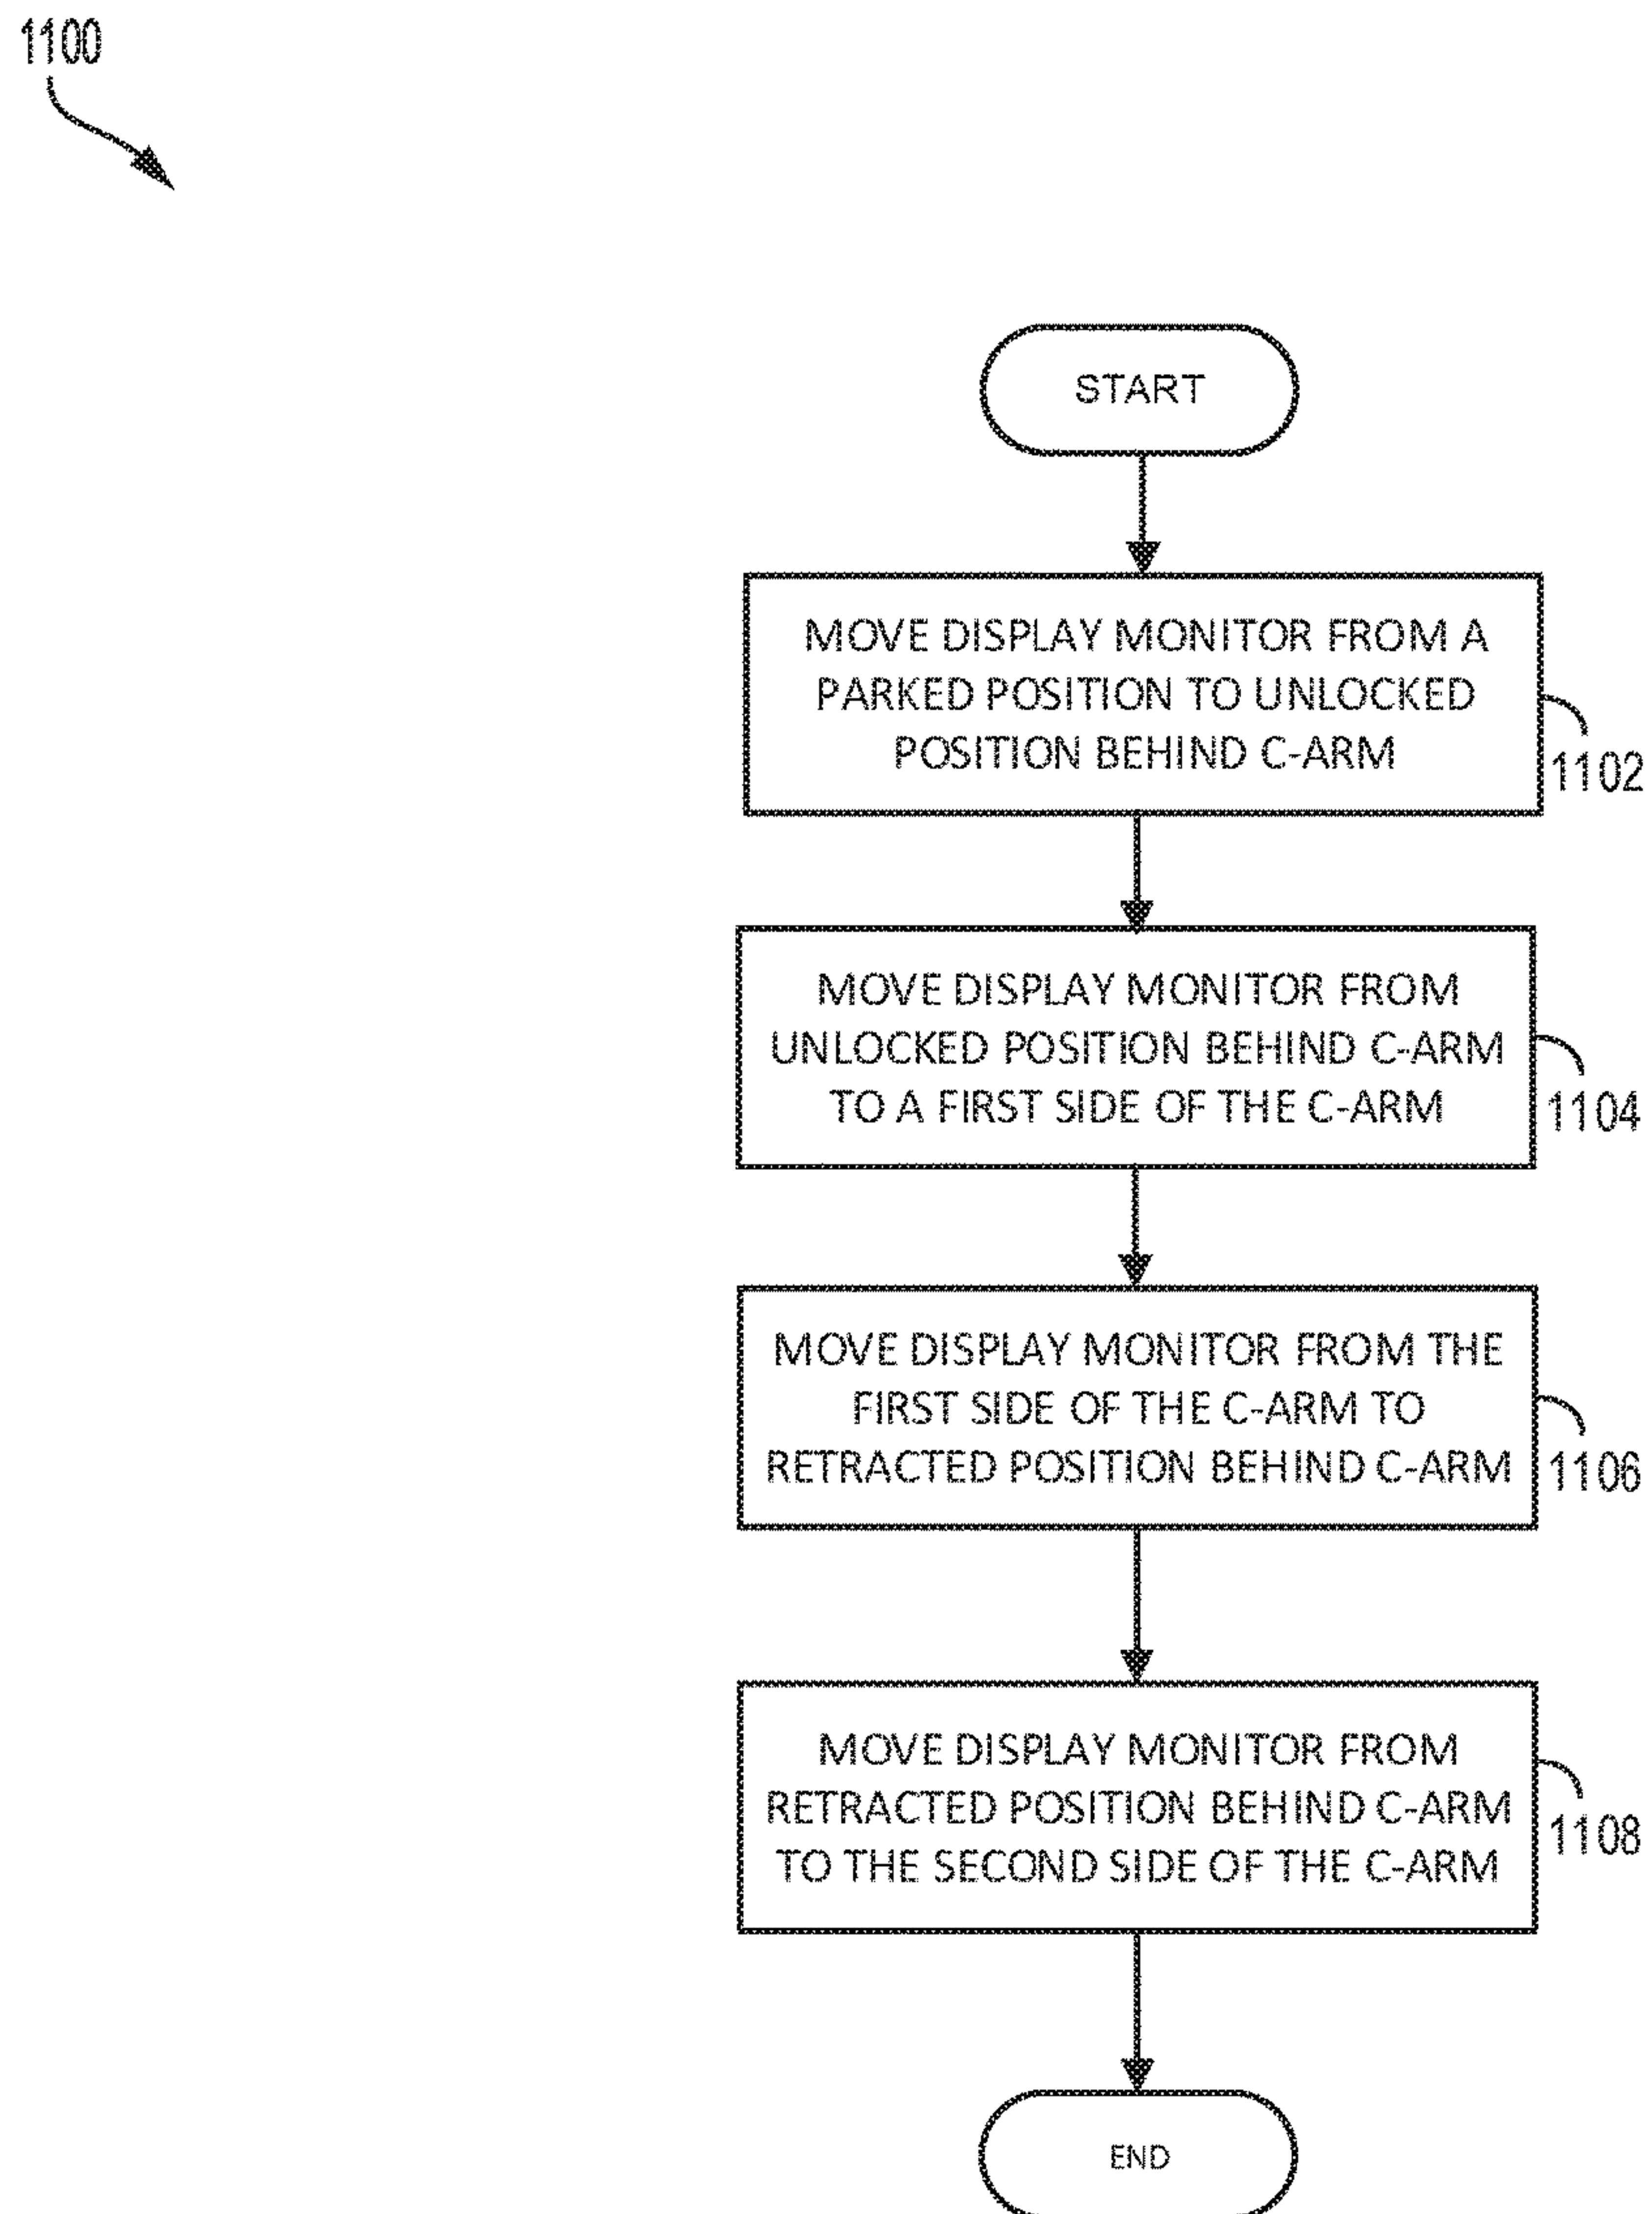 1100
START
MOVE DISPLAY MONITOR FROM A
PARKED POSITION TO UNLOCKED
POSITION BEHIND C-ARM
1102
MOVE DISPLAY MONITOR FROM
UNLOCKED POSITION BEHIND C-ARM
TO A FIRST SIDE OF THE C-ARM
1104
MOVE DISPLAY MONITOR FROM THE
FIRST SIDE OF THE C-ARM TO
RETRACTED POSITION BEHIND C-ARM
1106
MOVE DISPLAY MONITOR FROM
RETRACTED POSITION BEHIND C-ARM
TO THE SECOND SIDE OF THE C-ARM
1108
END